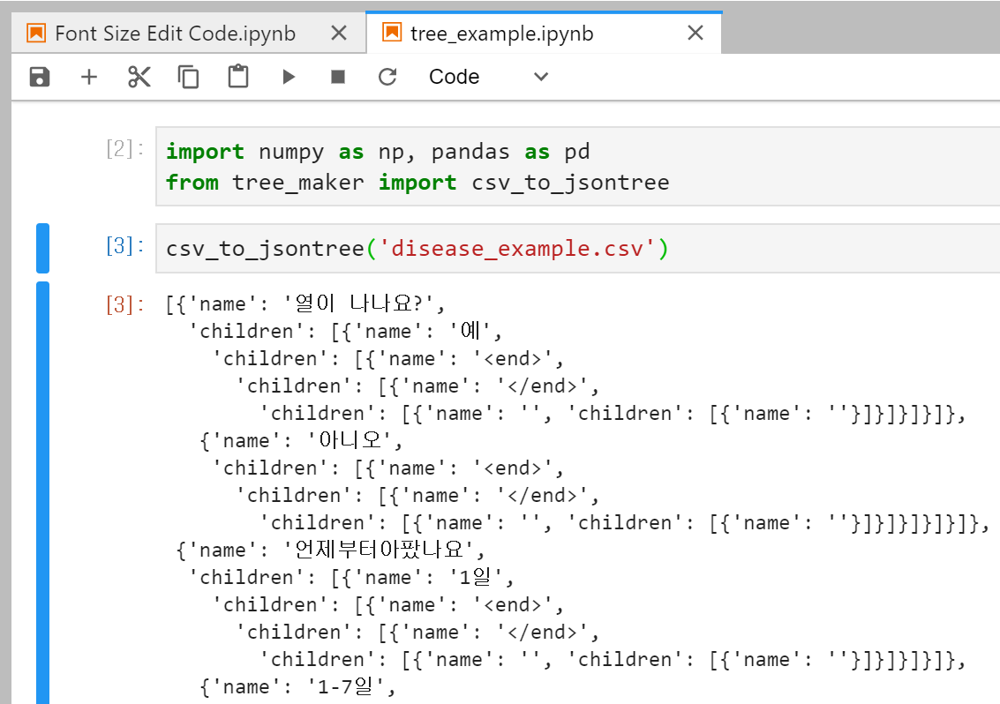 Font Size Edit Code.ipynb
tree_example.ipynb
Code
[2]:
import numpy as np, pandas as pd
from tree_maker import csv_to_jsontree
[3]:
csv_to_jsontree('disease_example.csv')
[3]:
[{'name': '열이 나나요?',
  'children': [{'name': '예',
    'children': [{'name': '<end>',
      'children': [{'name': '</end>',
        'children': [{'name': '', 'children': [{'name': ''}]}]}]}]},
   {'name': '아니오',
    'children': [{'name': '<end>',
      'children': [{'name': '</end>',
        'children': [{'name': '', 'children': [{'name': ''}]}]}]}]}]},
 {'name': '언제부터아팠나요',
  'children': [{'name': '1일',
    'children': [{'name': '<end>',
      'children': [{'name': '</end>',
        'children': [{'name': '', 'children': [{'name': ''}]}]}]}]},
   {'name': '1-7일',